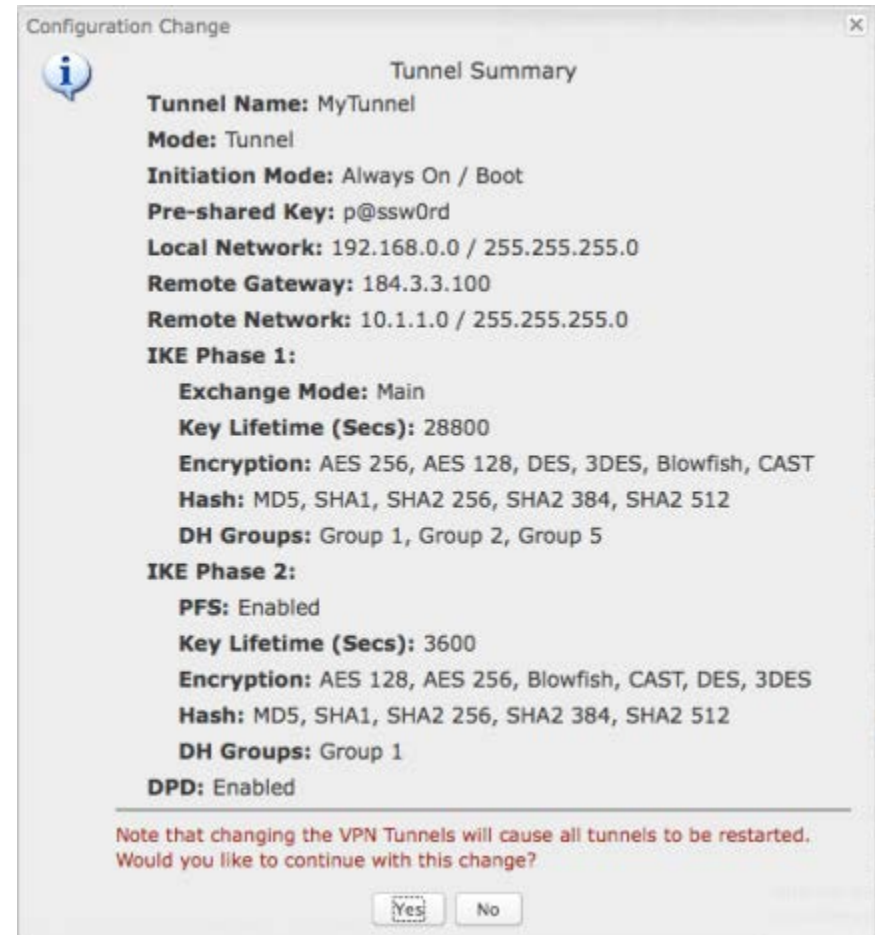 Configuration Change
Tunnel Summary
Tunnel Name: MyTunnel
Mode: Tunnel
Initiation Mode: Always On / Boot
Pre-shared Key: p@ssw0rd
Local Network: 192.168.0.0 / 255.255.255.0
Remote Gateway: 184.3.3.100
Remote Network: 10.1.1.0 / 255.255.255.0
IKE Phase 1:
Exchange Mode: Main
Key Lifetime (Secs): 28800
Encryption: AES 256, AES 128, DES, 3DES, Blowfish, CAST
Hash: MD5, SHA1, SHA2 256, SHA2 384, SHA2 512
DH Groups: Group 1, Group 2, Group 5
IKE Phase 2:
PFS: Enabled
Key Lifetime (Secs): 3600
Encryption: AES 128, AES 256, Blowfish, CAST, DES, 3DES
Hash: MD5, SHA1, SHA2 256, SHA2 384, SHA2 512
DH Groups: Group 1
DPD: Enabled
Note that changing the VPN Tunnels will cause all tunnels to be restarted.
Would you like to continue with this change?
Yes No